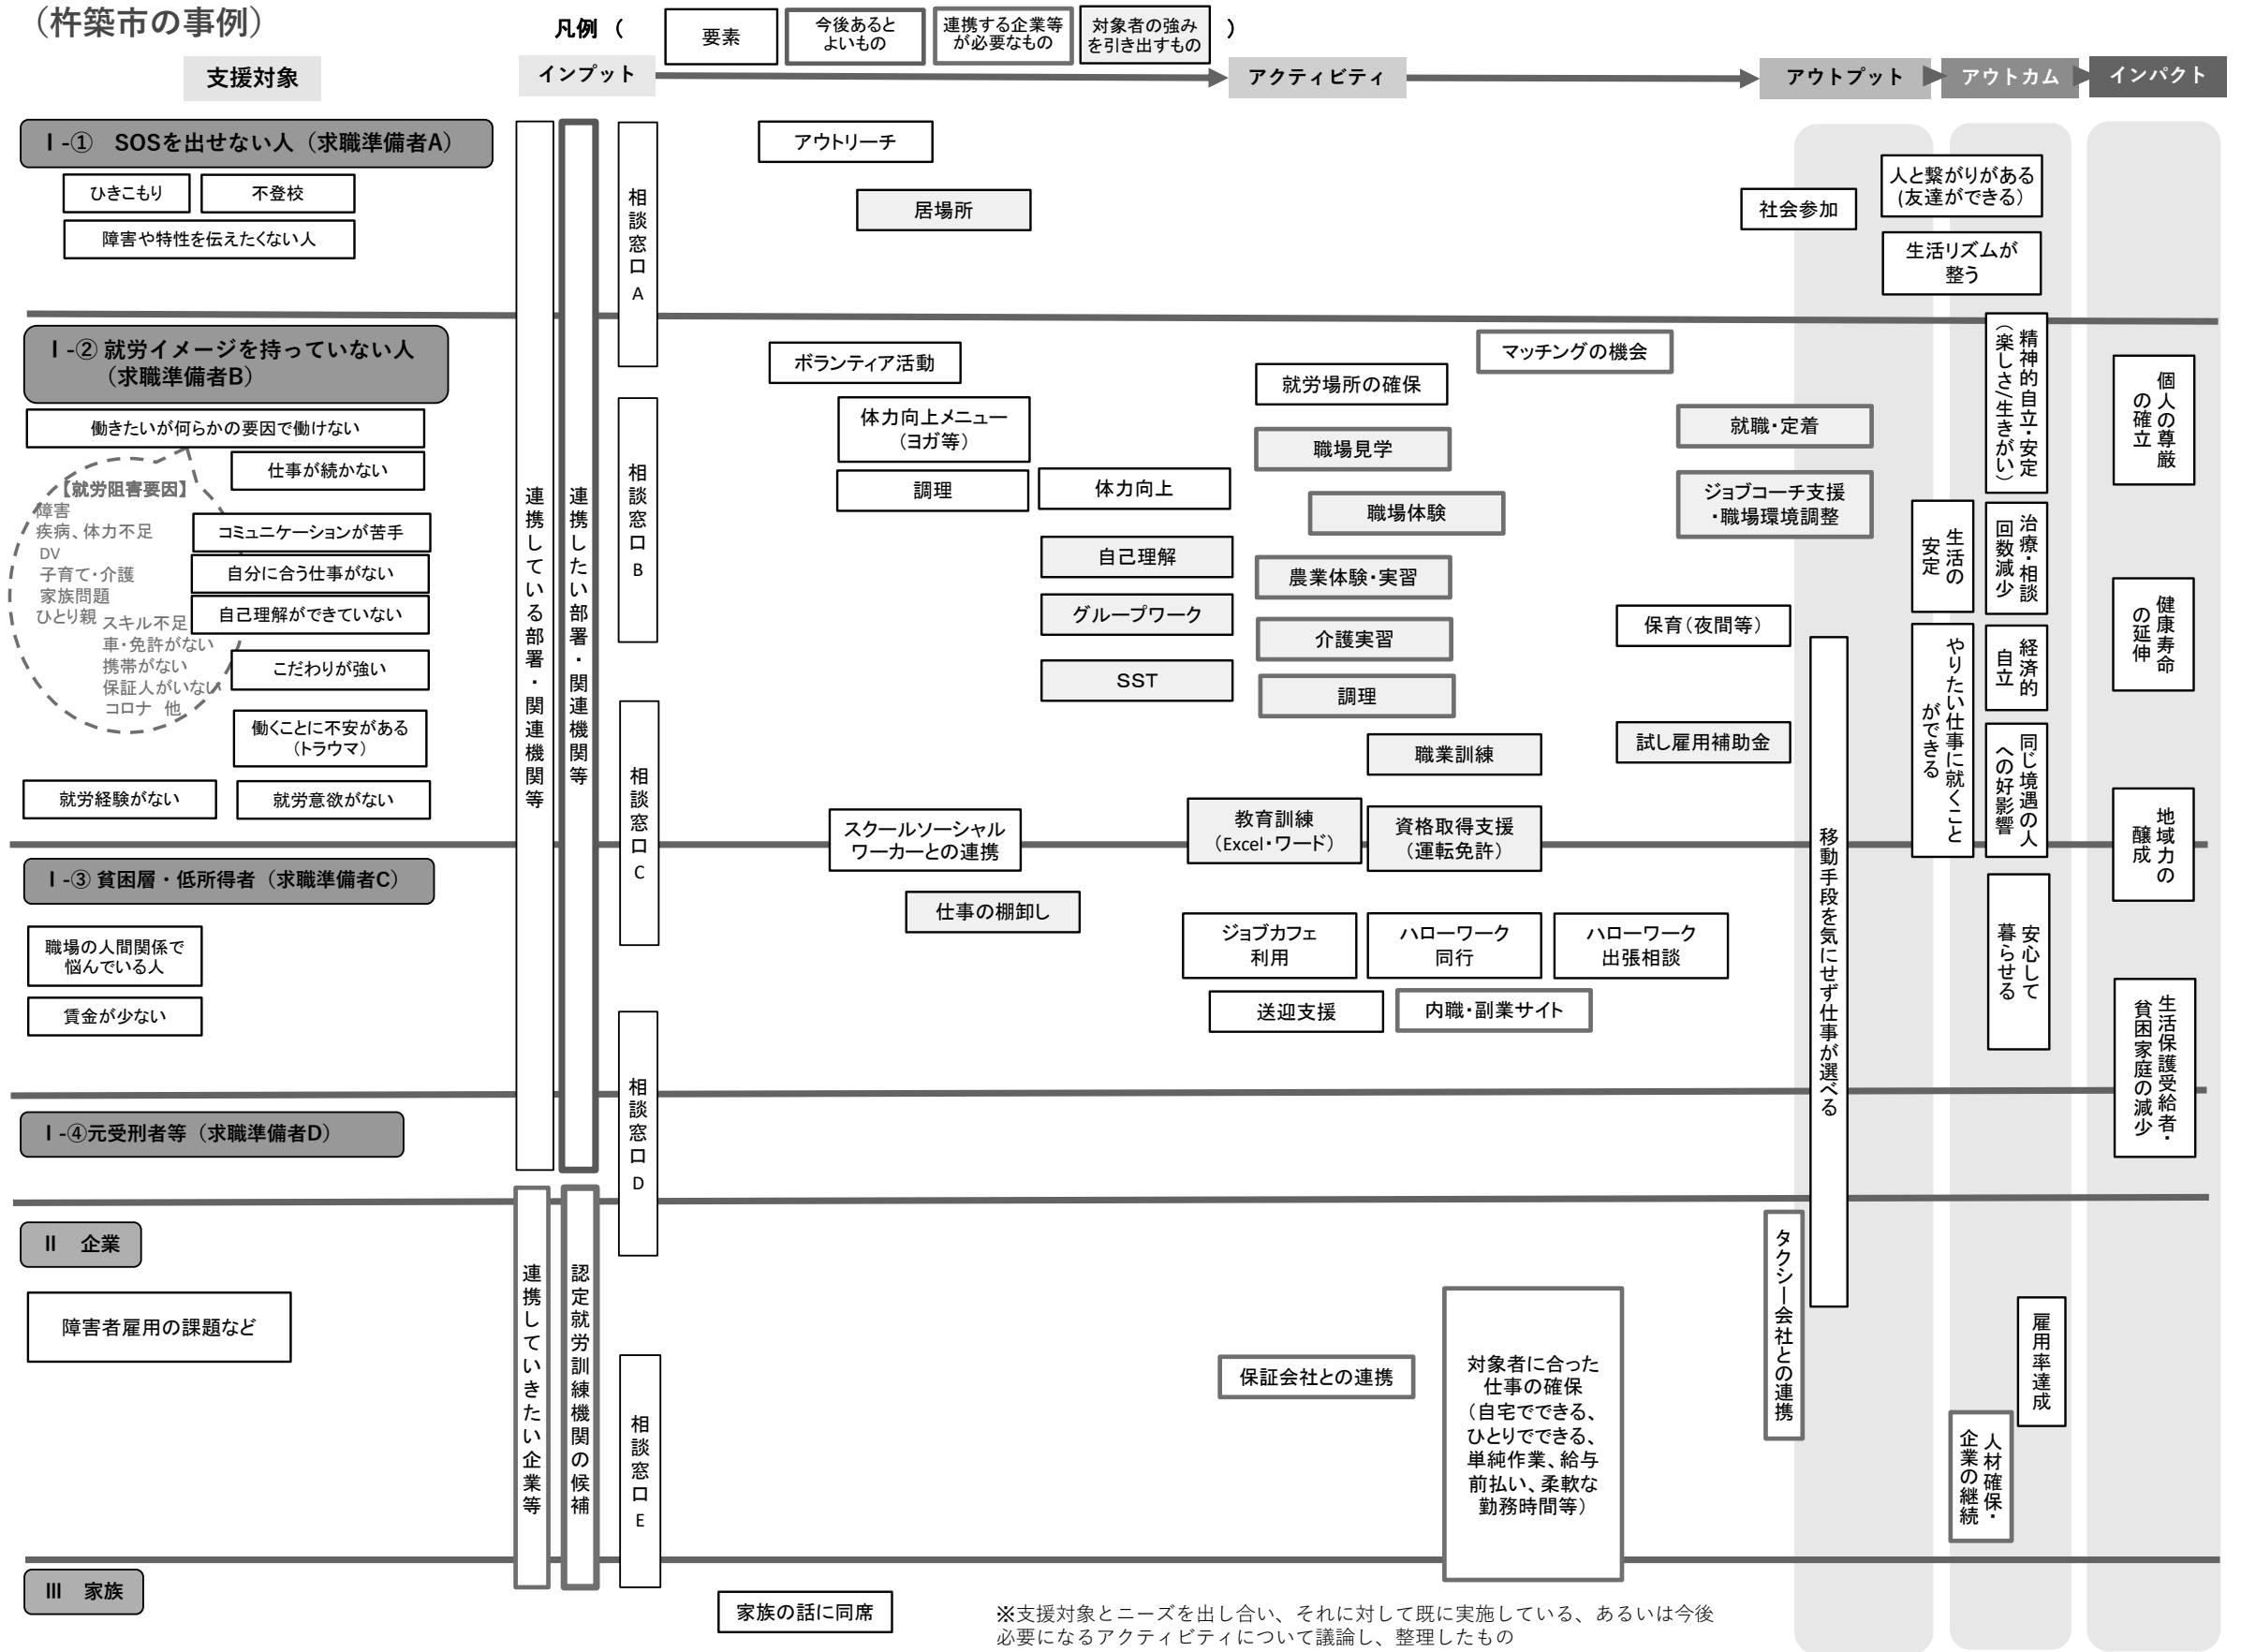 （杵築市の事例）
凡例（
要素
今後あると
よいもの
連携する企業等
が必要なもの
対象者の強み
を引き出すもの
）
支援対象
インプット
アクティビティ
アウトプット
アウトカム
インパクト
Ⅰ-①　SOSを出せない人（求職準備者A）
ひきこもり
不登校
障害や特性を伝えたくない人
Ⅰ-② 就労イメージを持っていない人
（求職準備者B）
働きたいが何らかの要因で働けない
仕事が続かない
【就労阻害要因】
障害
疾病、体力不足
DV
子育て・介護
家族問題
ひとり親
スキル不足
車・免許がない
携帯がない
保証人がいない
コロナ　他
コミュニケーションが苦手
自分に合う仕事がない
自己理解ができていない
こだわりが強い
働くことに不安がある
（トラウマ）
就労経験がない
就労意欲がない
Ⅰ-③ 貧困層・低所得者（求職準備者C）
職場の人間関係で
悩んでいる人
賃金が少ない
Ⅰ-④元受刑者等（求職準備者D）
Ⅱ　企業
障害者雇用の課題など
Ⅲ　家族
連携している部署・関連機関等
連携したい部署・関連機関等
連携していきたい企業等
認定就労訓練機関の候補
相談窓口A
相談窓口B
相談窓口C
相談窓口D
相談窓口E
アウトリーチ
居場所
ボランティア活動
体力向上メニュー
（ヨガ等）
調理
体力向上
自己理解
グループワーク
SST
スクールソーシャル
ワーカーとの連携
仕事の棚卸し
マッチングの機会
就労場所の確保
職場見学
職場体験
農業体験・実習
介護実習
調理
職業訓練
教育訓練
（Excel・ワード）
資格取得支援
（運転免許）
ジョブカフェ
利用
ハローワーク
同行
ハローワーク
出張相談
送迎支援
内職・副業サイト
就職・定着
ジョブコーチ支援
・職場環境調整
保育（夜間等）
試し雇用補助金
保証会社との連携
対象者に合った
仕事の確保
（自宅でできる、
ひとりでできる、
単純作業、給与
前払い、柔軟な
勤務時間等）
家族の話に同席
タクシー会社との連携
社会参加
移動手段を気にせず仕事が選べる
人と繋がりがある
（友達ができる）
生活リズムが
整う
精神的自立・安定
（楽しさ/生きがい）
生活の
安定
治療・相談
回数減少
やりたい仕事に就くこと
ができる
経済的
自立
同じ境遇の人
への好影響
安心して
暮らせる
雇用率達成
人材確保・
企業の継続
個人の尊厳
の確立
健康寿命
の延伸
地域力の
醸成
生活保護受給者・
貧困家庭の減少
※支援対象とニーズを出し合い、それに対して既に実施している、あるいは今後
必要になるアクティビティについて議論し、整理したもの